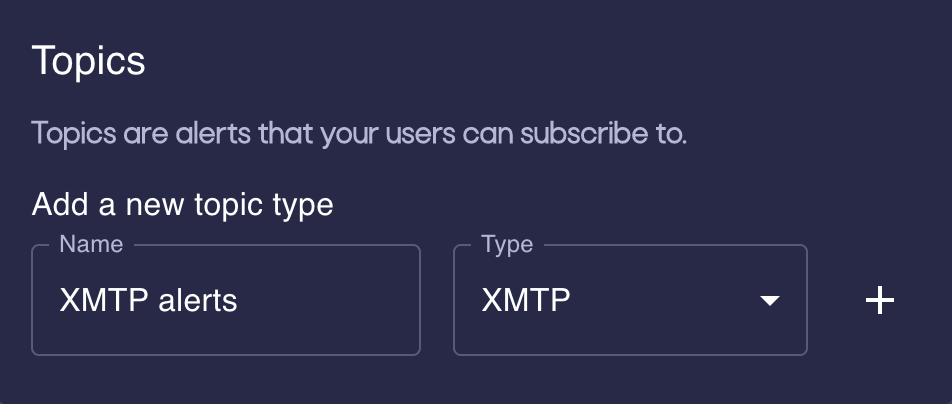 Topics
Topics are alerts that your users can subscribe to.
Add a new topic type
Name
Type
XMTP alerts
XMTP